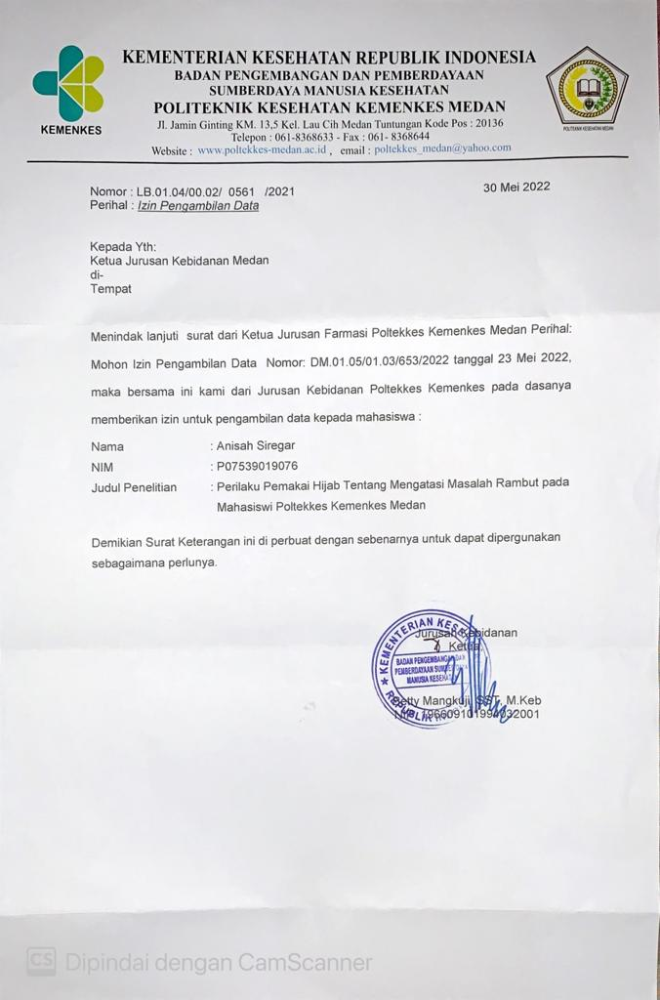 KEMENTERIAN KESEHATAN REPUBLIK INDONESIA
BADAN PENGEMBANGAN DAN PEMBERDAYAAN
SUMBERDAYA MANUSIA KESEHATAN
POLITEKNIK KESEHATAN KEMENKES MEDAN
Jl. Jamin Ginting KM. 13,5 Kel. Lau Cih Medan Tuntungan Kode Pos : 20136
Telepon : 061-8368633 - Fax : 061- 8368644
Website : www.poltekkes-medan.ac.id , email : poltekkes_medan@yahoo.com
KEMENKES
POLITEKNIK KESEHATAN MEDAN
Nomor : LB.01.04/00.02/ 0561 /2021
30 Mei 2022
Perihal : Izin Pengambilan Data
Kepada Yth:
Ketua Jurusan Kebidanan Medan
di-
Tempat
Menindak lanjuti surat dari Ketua Jurusan Farmasi Poltekkes Kemenkes Medan Perihal:
Mohon Izin Pengambilan Data Nomor: DM.01.05/01.03/653/2022 tanggal 23 Mei 2022,
maka bersama ini kami dari Jurusan Kebidanan Poltekkes Kemenkes pada dasanya
memberikan izin untuk pengambilan data kepada mahasiswa :
Nama : Anisah Siregar
NIM : P07539019076
Judul Penelitian : Perilaku Pemakai Hijab Tentang Mengatasi Masalah Rambut pada
Mahasiswi Poltekkes Kemenkes Medan
Demikian Surat Keterangan ini di perbuat dengan sebenarnya untuk dapat dipergunakan
sebagaimana perlunya.
Jurusan Kebidanan
Ketua,
KEMENTERIAN KESE
BADAN PENGEMBANGAN DAN
PEMBERDAYAAN SUMBERDAYA
MANUSIA KESEHATAN
REPUBLIK
Betty Mangkuji, SST, M.Keb
NIP. 196609101994032001
CS Dipindai dengan CamScanner